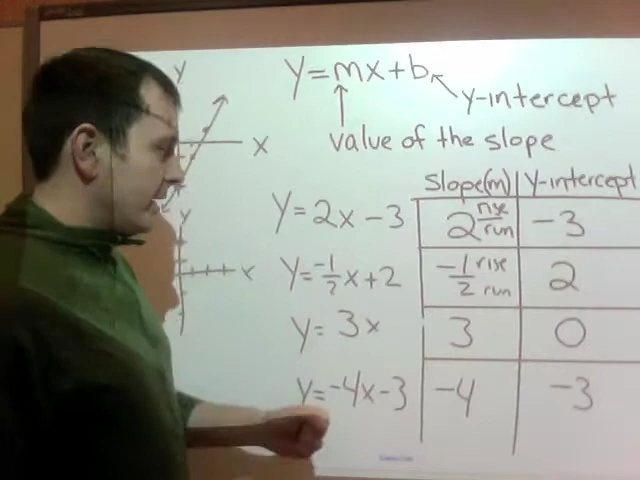 y
y=mx+b
y-intercept
x
value of the slope
Slope(m) y-intercept
y=2x-3 2 rise run -3
y
x
y=-1/2x+2 -1/2 rise run 2
y=3x 3 0
y=-4x-3 -4 -3